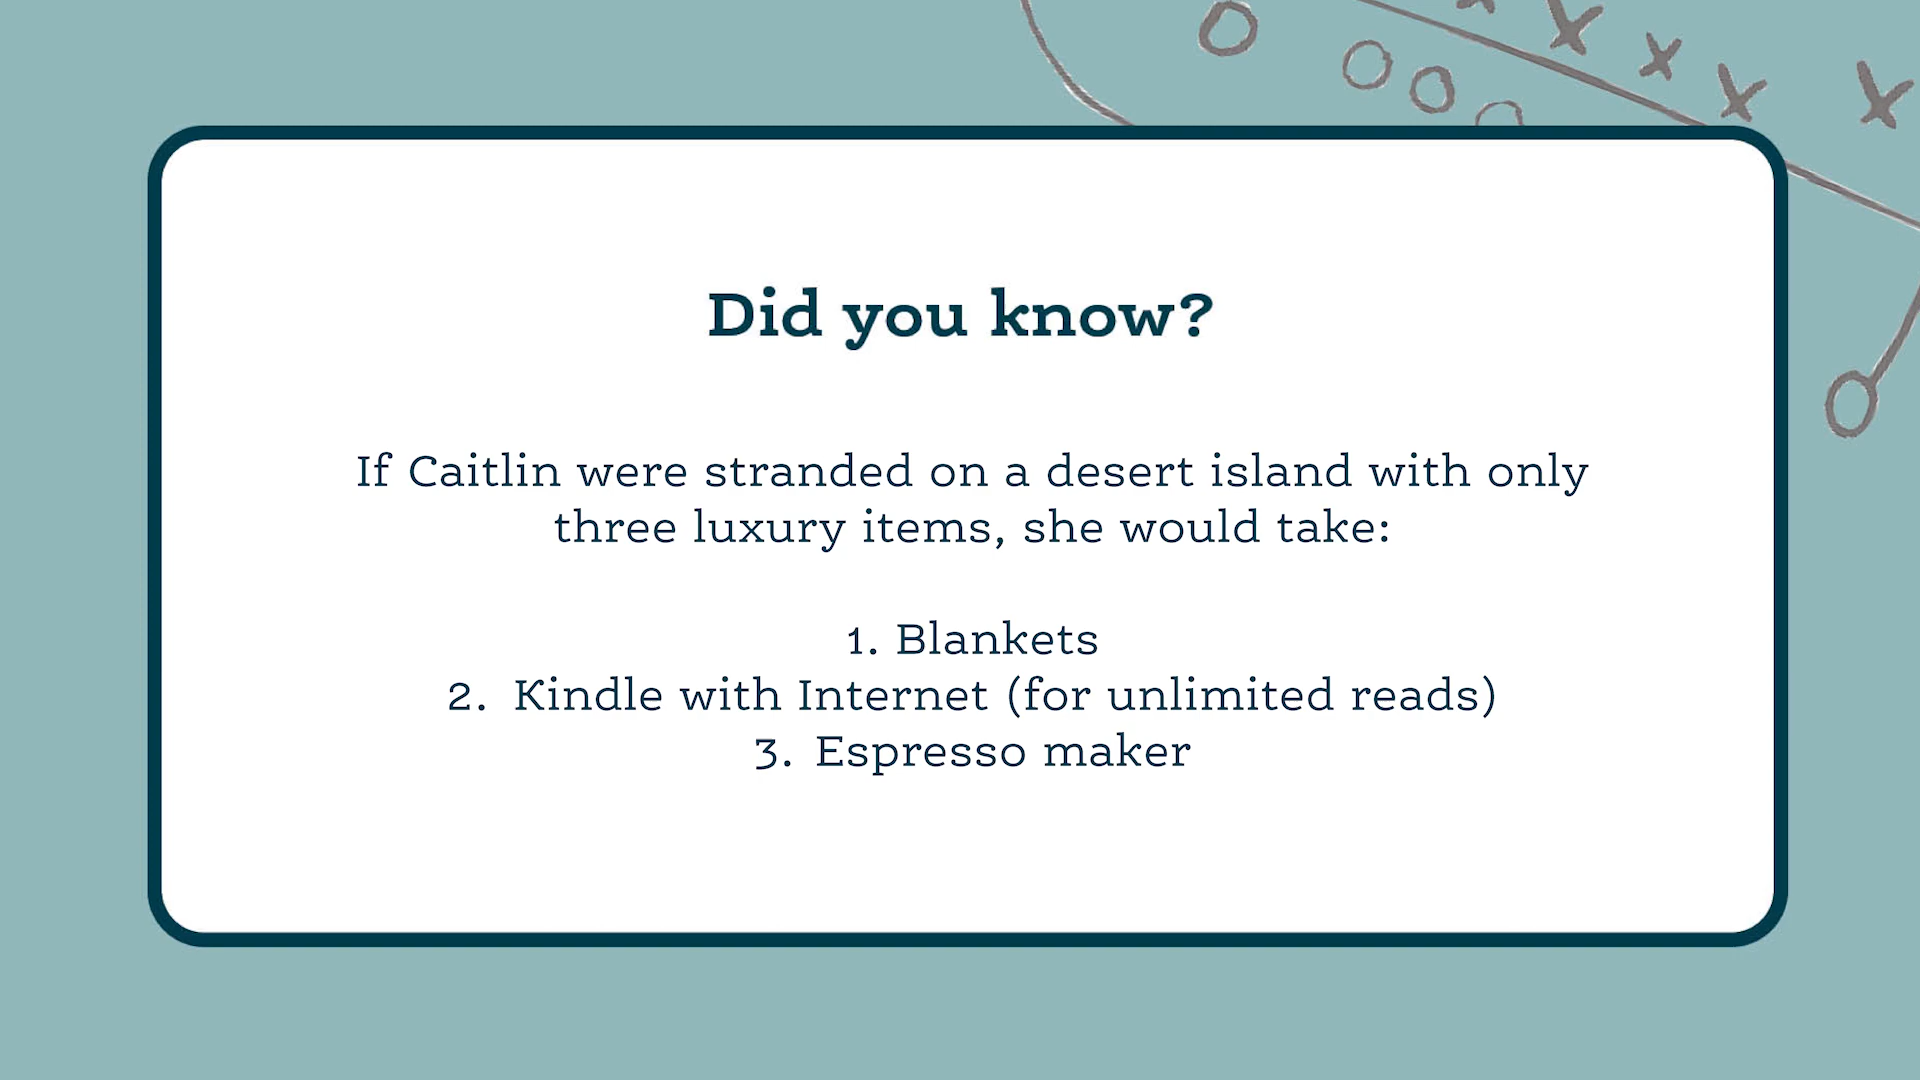 Did you know?
If Caitlin were stranded on a desert island with only
three luxury items, she would take:
1. Blankets
2. Kindle with Internet (for unlimited reads)
3. Espresso maker